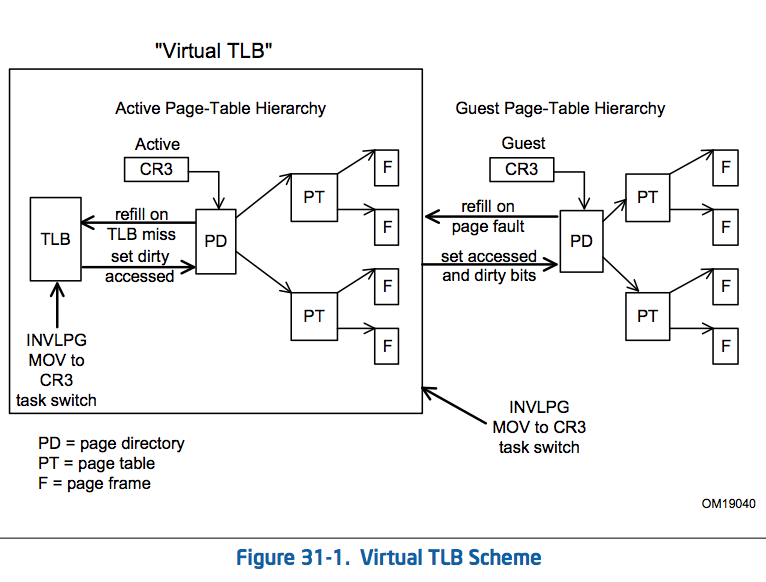 "Virtual TLB"
Active Page-Table Hierarchy
Guest Page-Table Hierarchy
Active
CR3
Guest
CR3
TLB
refill on
TLB miss
set dirty
accessed
PD
PT
PT
F
F
F
F
refill on
page fault
set accessed
and dirty bits
PD
PT
PT
F
F
F
F
INVLPG
MOV to
CR3
task switch
INVLPG
MOV to CR3
task switch
PD = page directory
PT = page table
F = page frame
OM19040
Figure 31-1. Virtual TLB Scheme